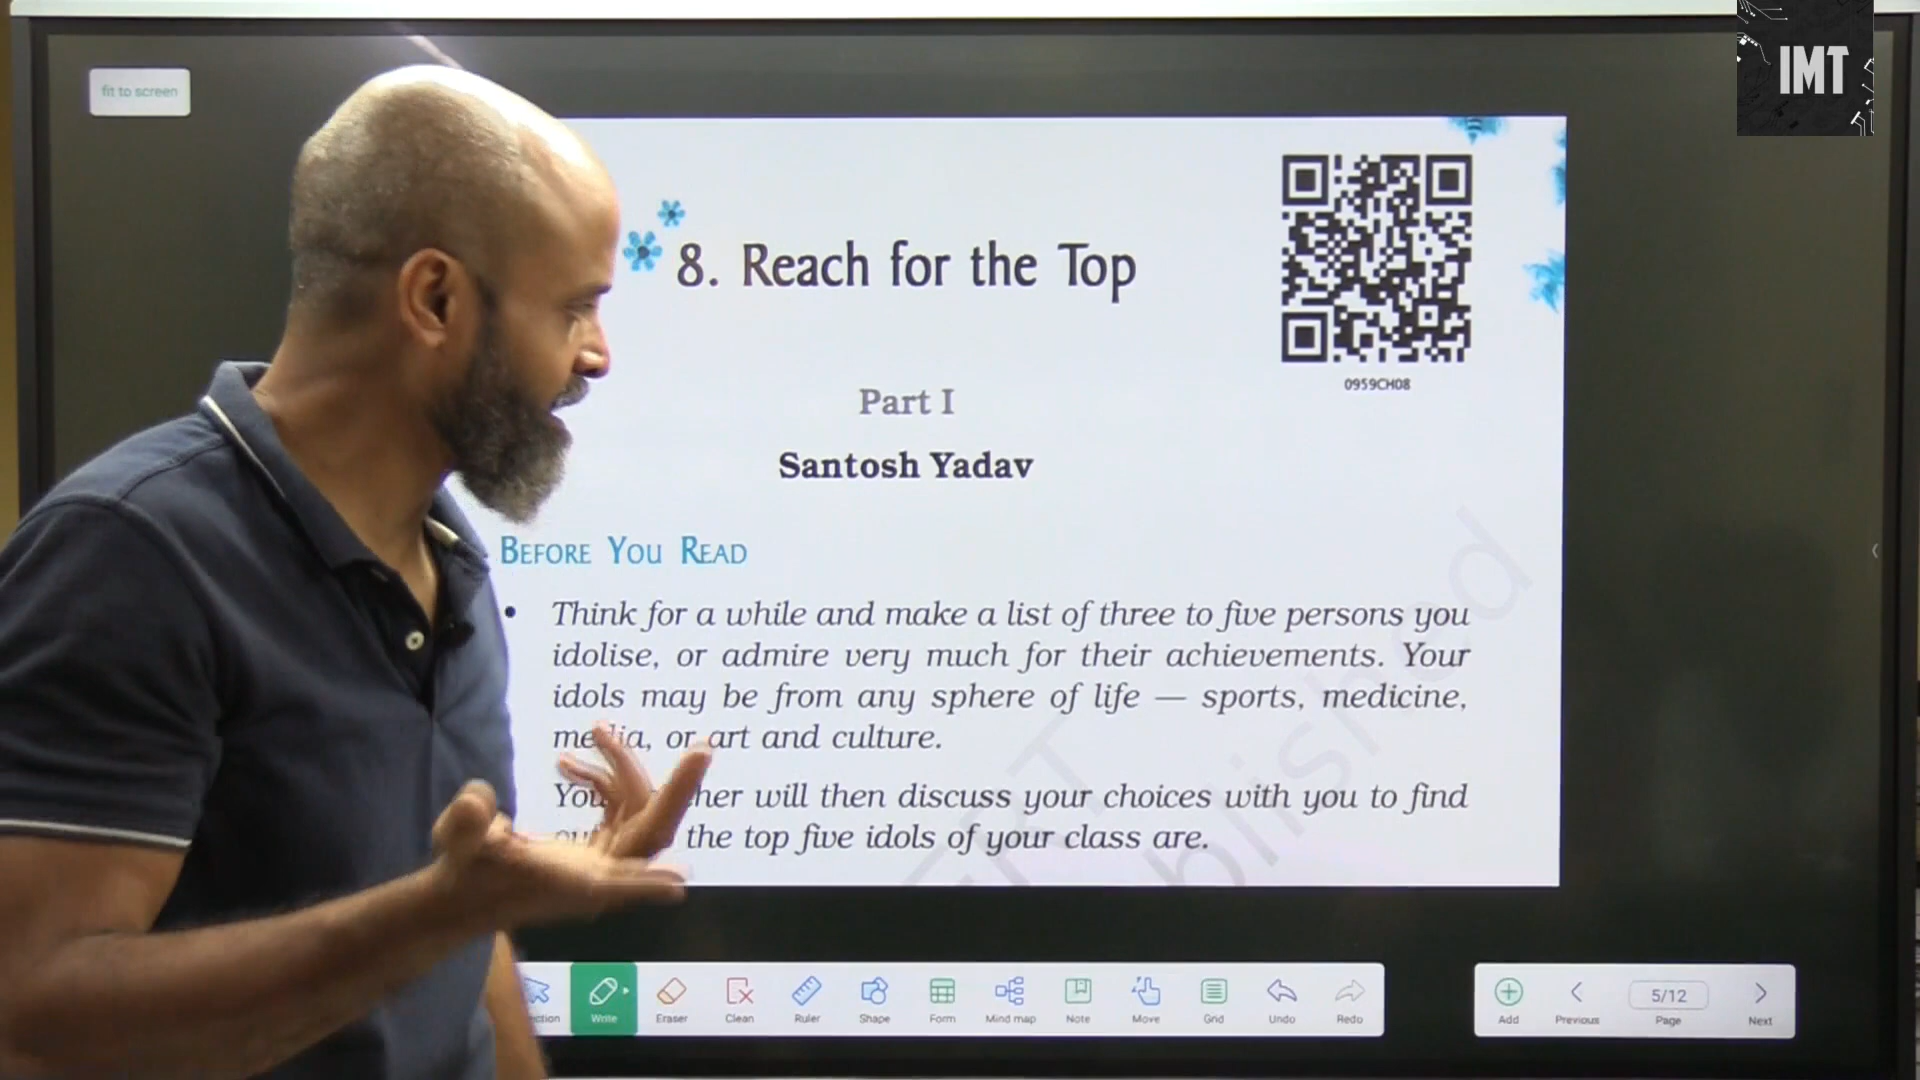 fit to screen
IMT
8. Reach for the Top
0959CH08
Part I
Santosh Yadav
BEFORE YOU READ
• Think for a while and make a list of three to five persons you
idolise, or admire very much for their achievements. Your
idols may be from any sphere of life — sports, medicine,
media, or art and culture.
will then discuss your choices with you to find
the top five idols of your class are.
Write
Eraser
Clean
Ruler
Shape
Form
Mind map
Note
Move
Grid
Undo
Redo
Add
Previous
5/12
Page
Next